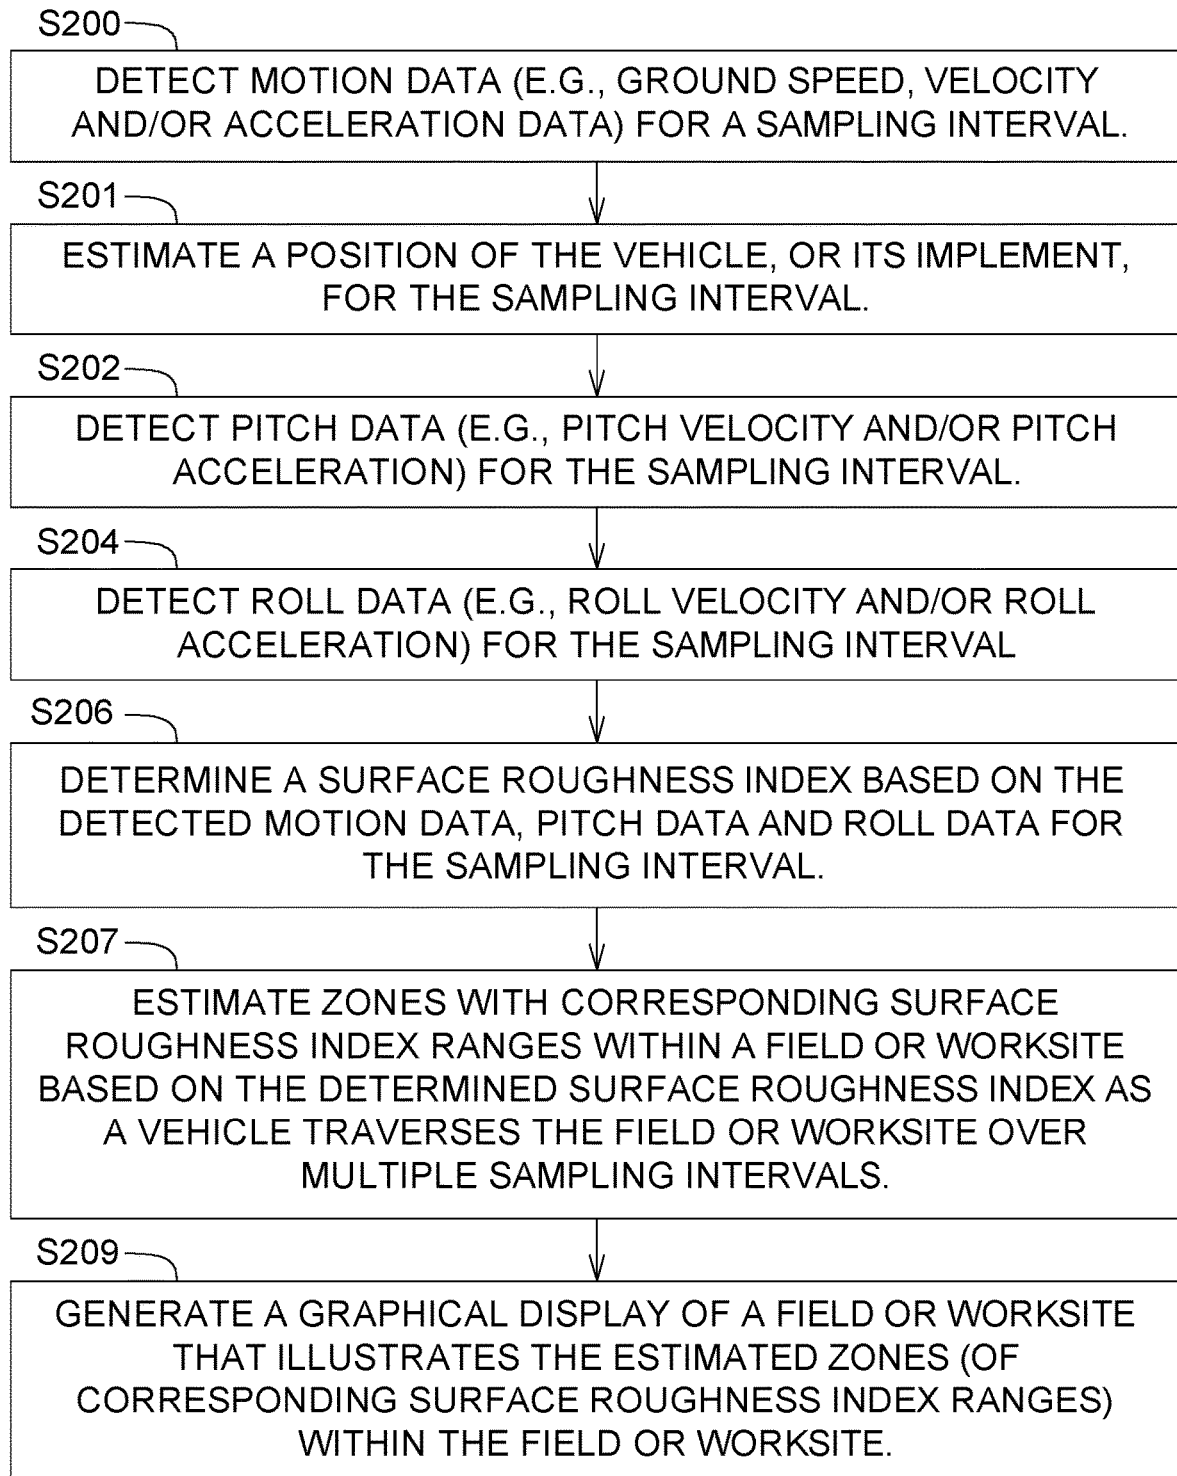 S200
DETECT MOTION DATA (E.G., GROUND SPEED, VELOCITY
AND/OR ACCELERATION DATA) FOR A SAMPLING INTERVAL.
S201
ESTIMATE A POSITION OF THE VEHICLE, OR ITS IMPLEMENT,
FOR THE SAMPLING INTERVAL.
S202
DETECT PITCH DATA (E.G., PITCH VELOCITY AND/OR PITCH
ACCELERATION) FOR THE SAMPLING INTERVAL.
S204
DETECT ROLL DATA (E.G., ROLL VELOCITY AND/OR ROLL
ACCELERATION) FOR THE SAMPLING INTERVAL
S206
DETERMINE A SURFACE ROUGHNESS INDEX BASED ON THE
DETECTED MOTION DATA, PITCH DATA AND ROLL DATA FOR
THE SAMPLING INTERVAL.
S207
ESTIMATE ZONES WITH CORRESPONDING SURFACE
ROUGHNESS INDEX RANGES WITHIN A FIELD OR WORKSITE
BASED ON THE DETERMINED SURFACE ROUGHNESS INDEX AS
A VEHICLE TRAVERSES THE FIELD OR WORKSITE OVER
MULTIPLE SAMPLING INTERVALS.
S209
GENERATE A GRAPHICAL DISPLAY OF A FIELD OR WORKSITE
THAT ILLUSTRATES THE ESTIMATED ZONES (OF
CORRESPONDING SURFACE ROUGHNESS INDEX RANGES)
WITHIN THE FIELD OR WORKSITE.